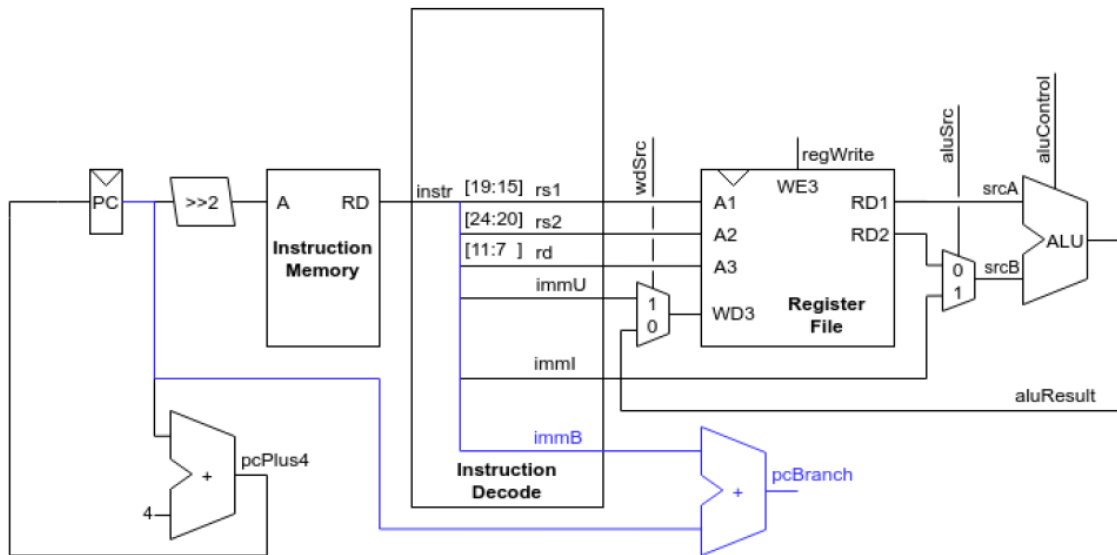 wdSrc
regWrite
aluSrc
aluControl
PC
>>2
A RD
Instruction
Memory
instr
[19:15] rs1
[24:20] rs2
[11:7 ] rd
immU
immI
immB
Instruction
Decode
1
0
WE3
A1 RD1
A2 RD2
A3
WD3
Register
File
srcA
srcB
0
1
ALU
aluResult
pcPlus4
+
4
pcBranch
+